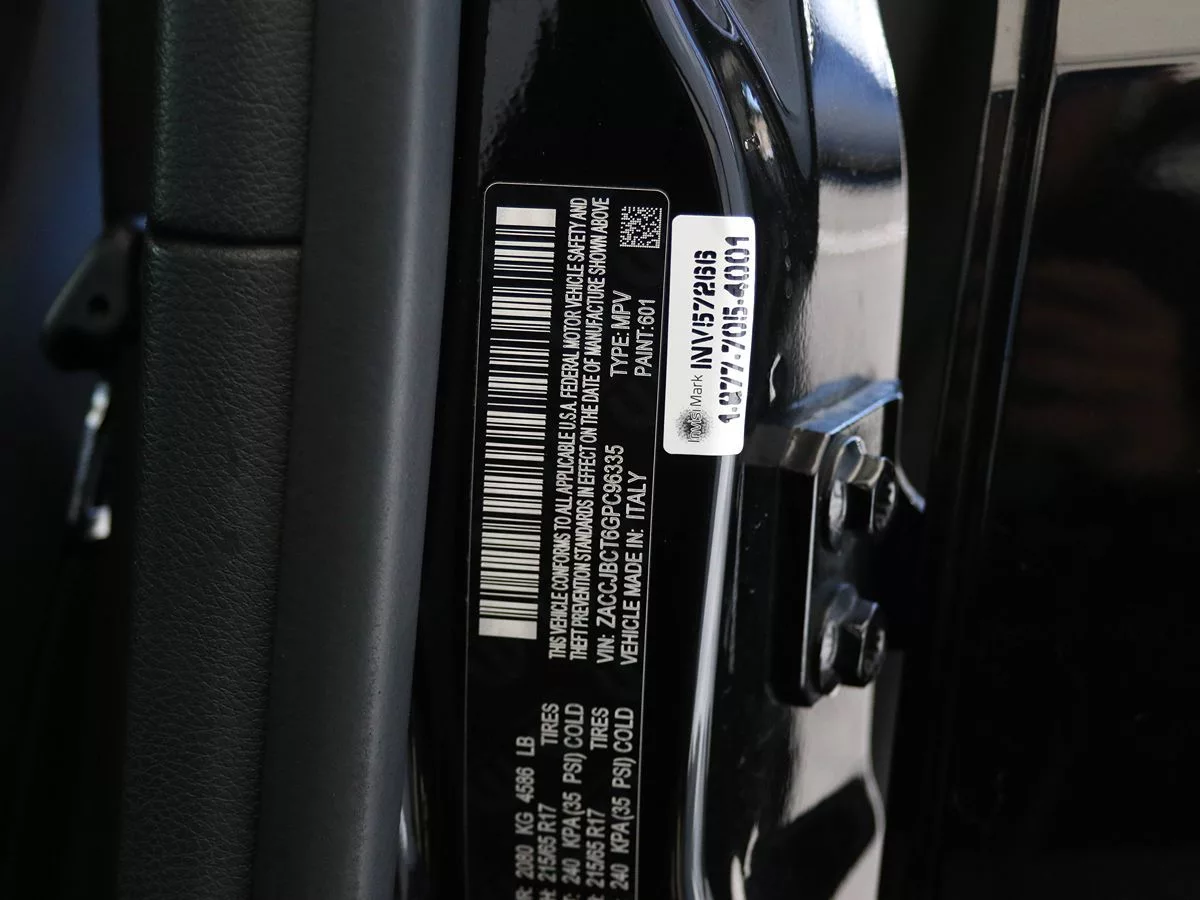 THIS VEHICLE CONFORMS TO ALL APPLICABLE U.S.A. FEDERAL MOTOR VEHICLE SAFETY AND
THEFT PREVENTION STANDARDS IN EFFECT ON THE DATE OF MANUFACTURE SHOWN ABOVE
VIN: ZACCJBCT6GPC96335 TYPE: MPV
VEHICLE MADE IN: ITALY PAINT:601
2080 KG 4586 LB
215/65 R17 TIRES
240 KPA(35 PSI) COLD
215/65 R17 TIRES
240 KPA(35 PSI) COLD
InVISI Mark INV57266
1-877-705-4001